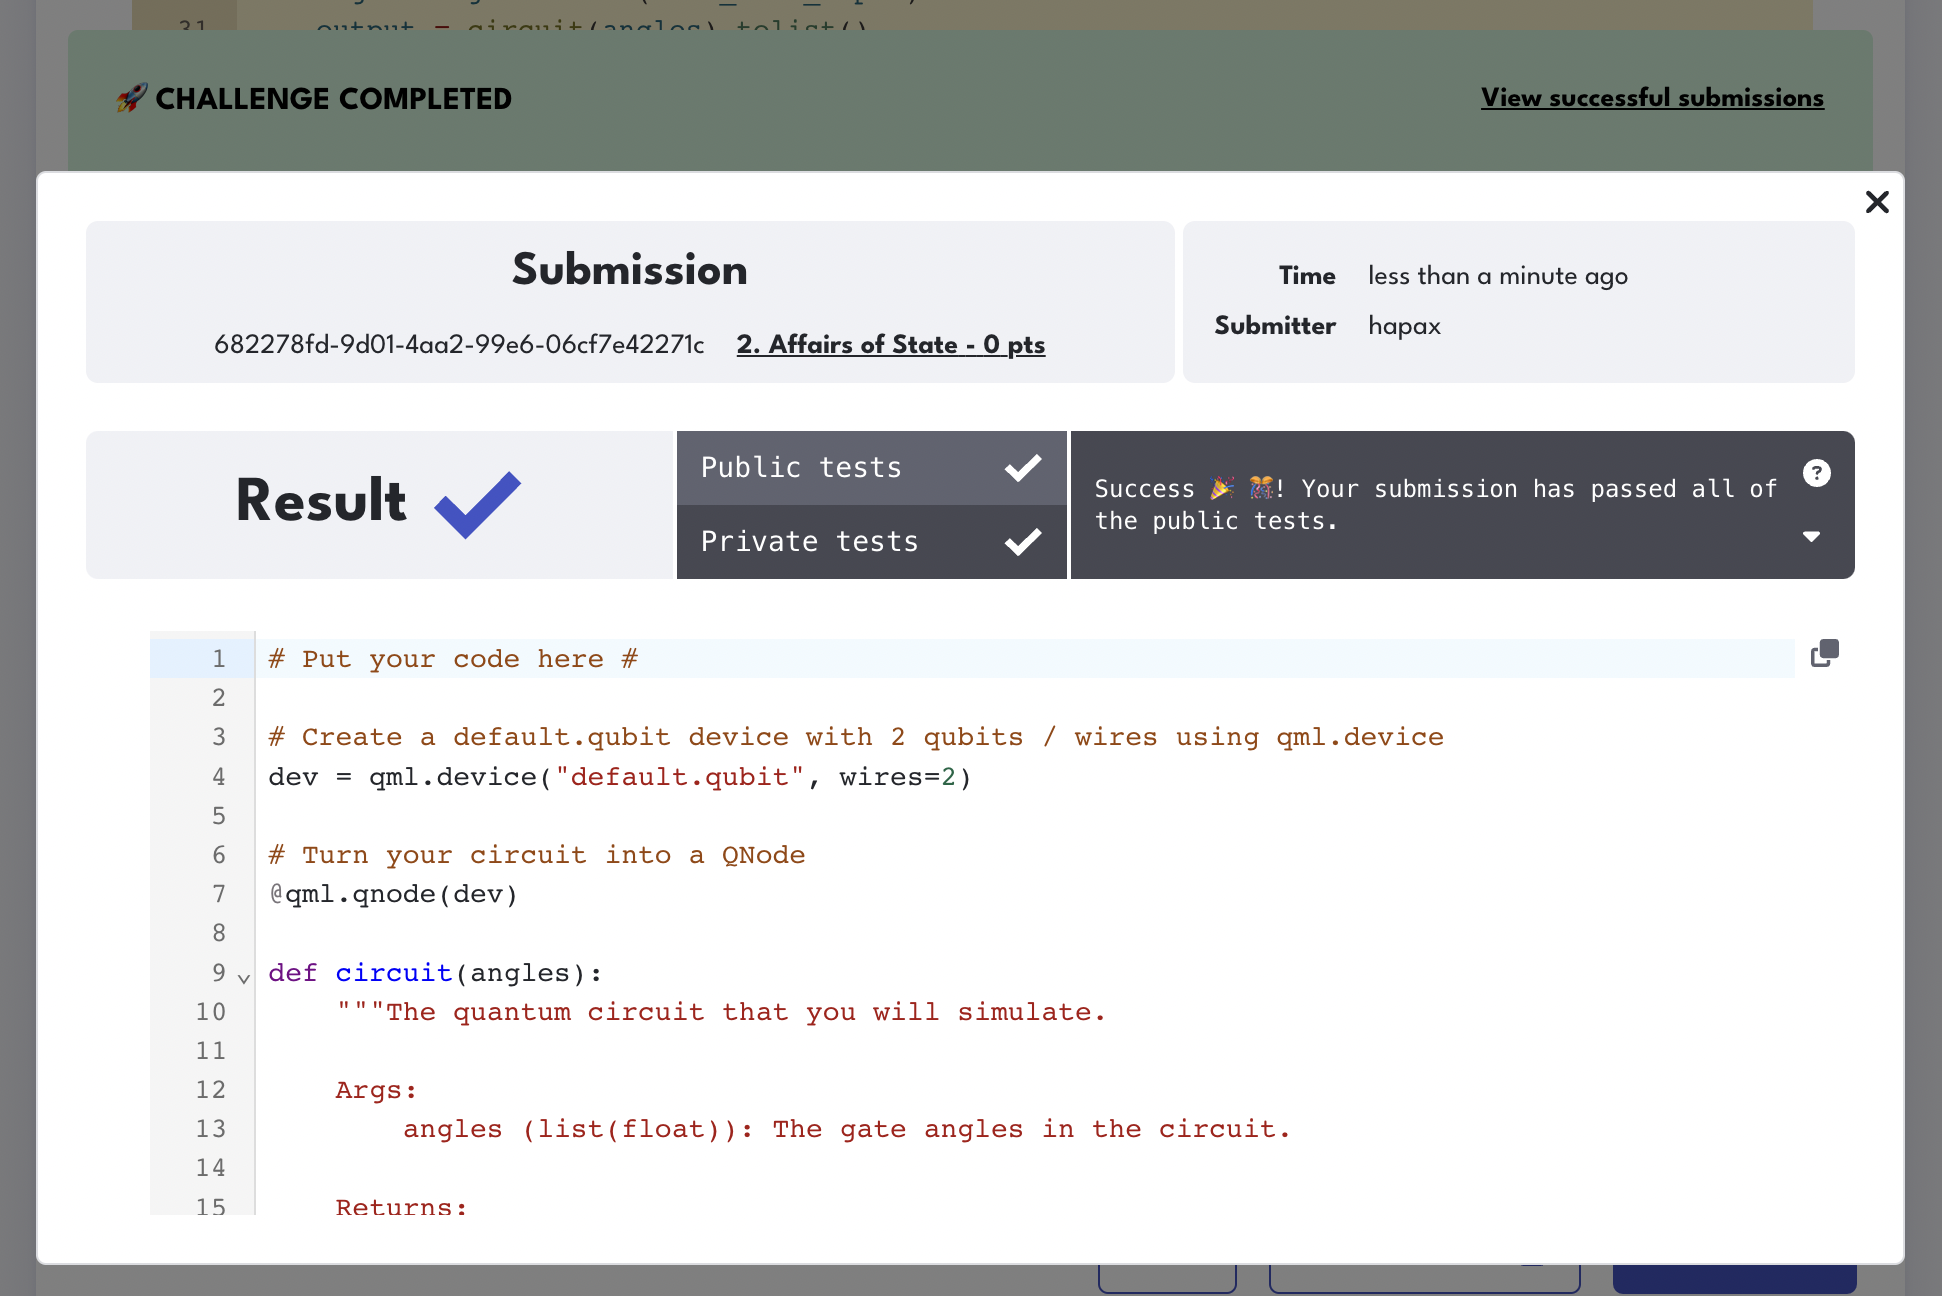 31 output = circuit(angles).tolist()
🚀 CHALLENGE COMPLETED
View successful submissions
Submission
682278fd-9d01-4aa2-99e6-06cf7e42271c 2. Affairs of State - 0 pts
Time less than a minute ago
Submitter hapax
Result
Public tests
Private tests
Success 🎉 🎊! Your submission has passed all of
the public tests.
?
1 # Put your code here #
2
3 # Create a default.qubit device with 2 qubits / wires using qml.device
4 dev = qml.device("default.qubit", wires=2)
5
6 # Turn your circuit into a QNode
7 @qml.qnode(dev)
8
9 def circuit(angles):
10 """The quantum circuit that you will simulate.
11
12 Args:
13 angles (list(float)): The gate angles in the circuit.
14
15 Returns: